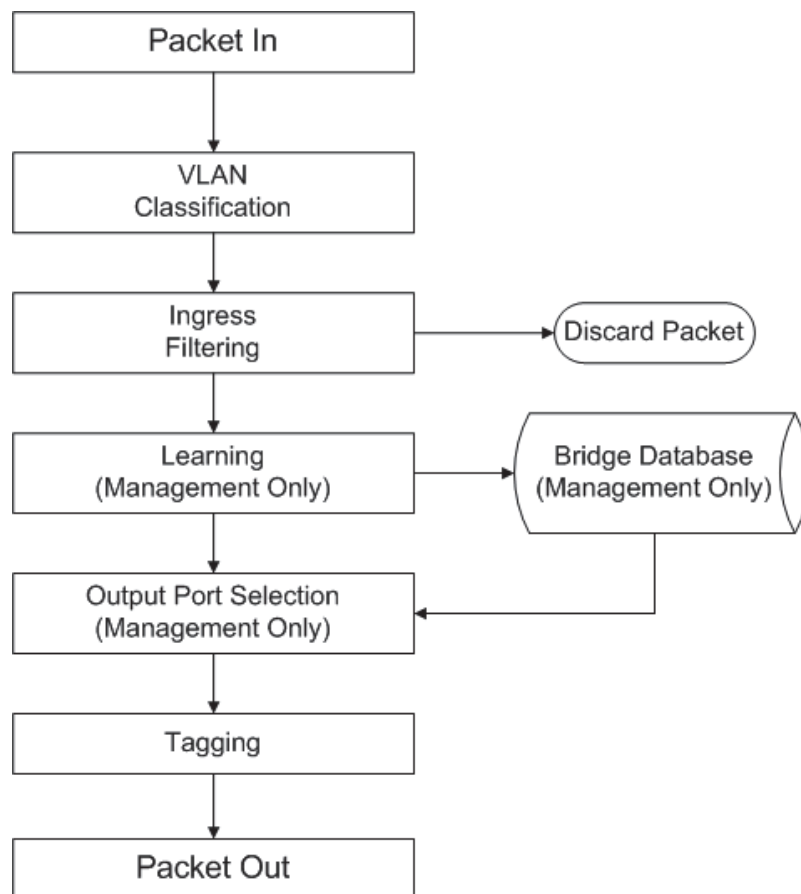 Packet In
VLAN
Classification
Ingress
Filtering
Discard Packet
Learning
(Management Only)
Bridge Database
(Management Only)
Output Port Selection
(Management Only)
Tagging
Packet Out